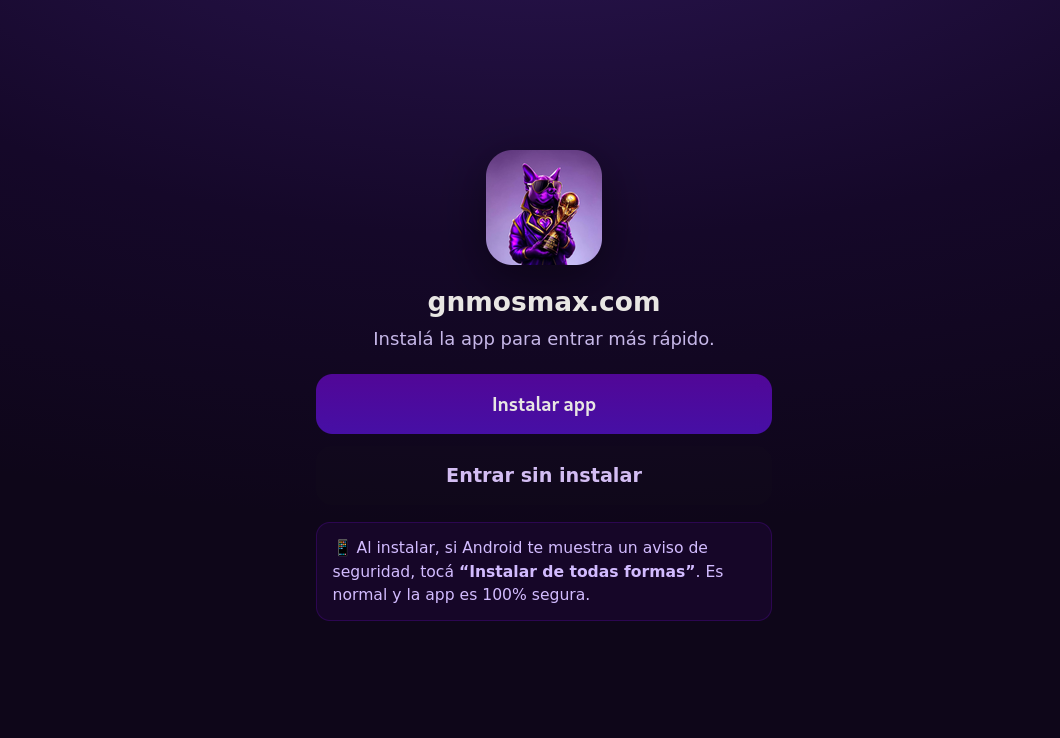 gnmosmax.com
Instalá la app para entrar más rápido.
Instalar app
Entrar sin instalar
📱 Al instalar, si Android te muestra un aviso de
seguridad, tocá “Instalar de todas formas”. Es
normal y la app es 100% segura.